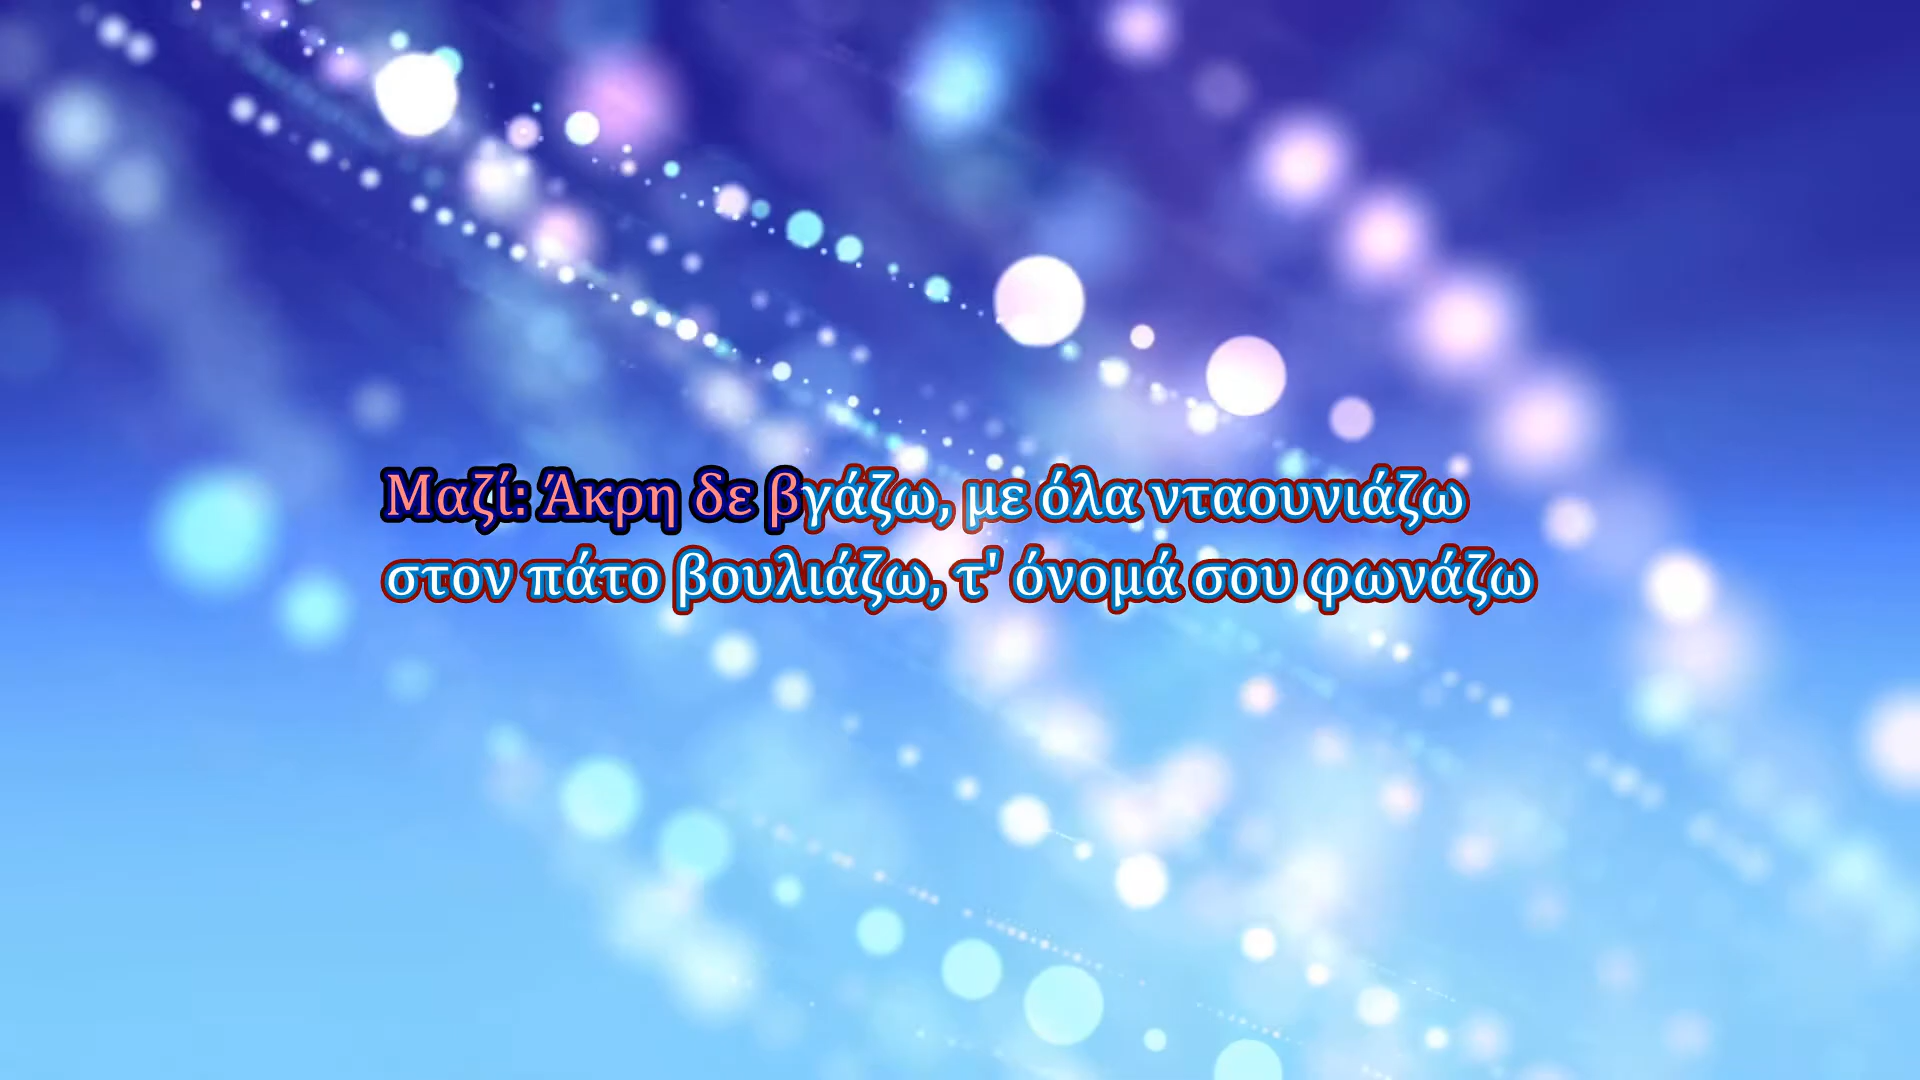 Μαζί: Άκρη δε βγάζω, με όλα νταουνιάζω
στον πάτο βουλιάζω, τ' όνομά σου φωνάζω